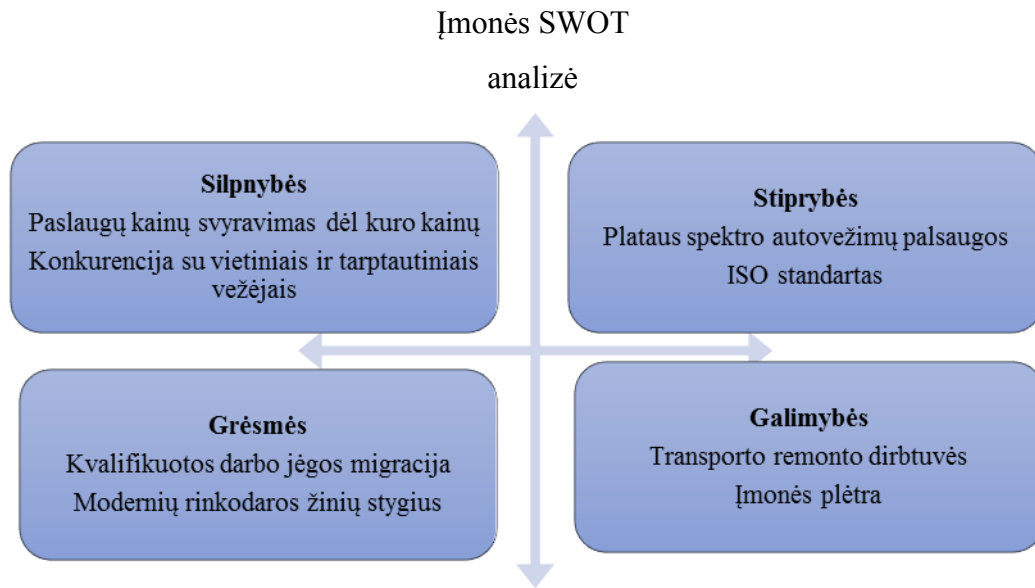 Įmonės SWOT
analizė
Silpnybės
Paslaugų kainų svyravimas dėl kuro kainų
Konkurencija su vietiniais ir tarptautiniais
vežėjais
Stiprybės
Plataus spektro autovežimų palsaugos
ISO standartas
Grėsmės
Kvalifikuotos darbo jėgos migracija
Modernių rinkodaros žinių stygius
Galimybės
Transporto remonto dirbtuvės
Įmonės plėtra